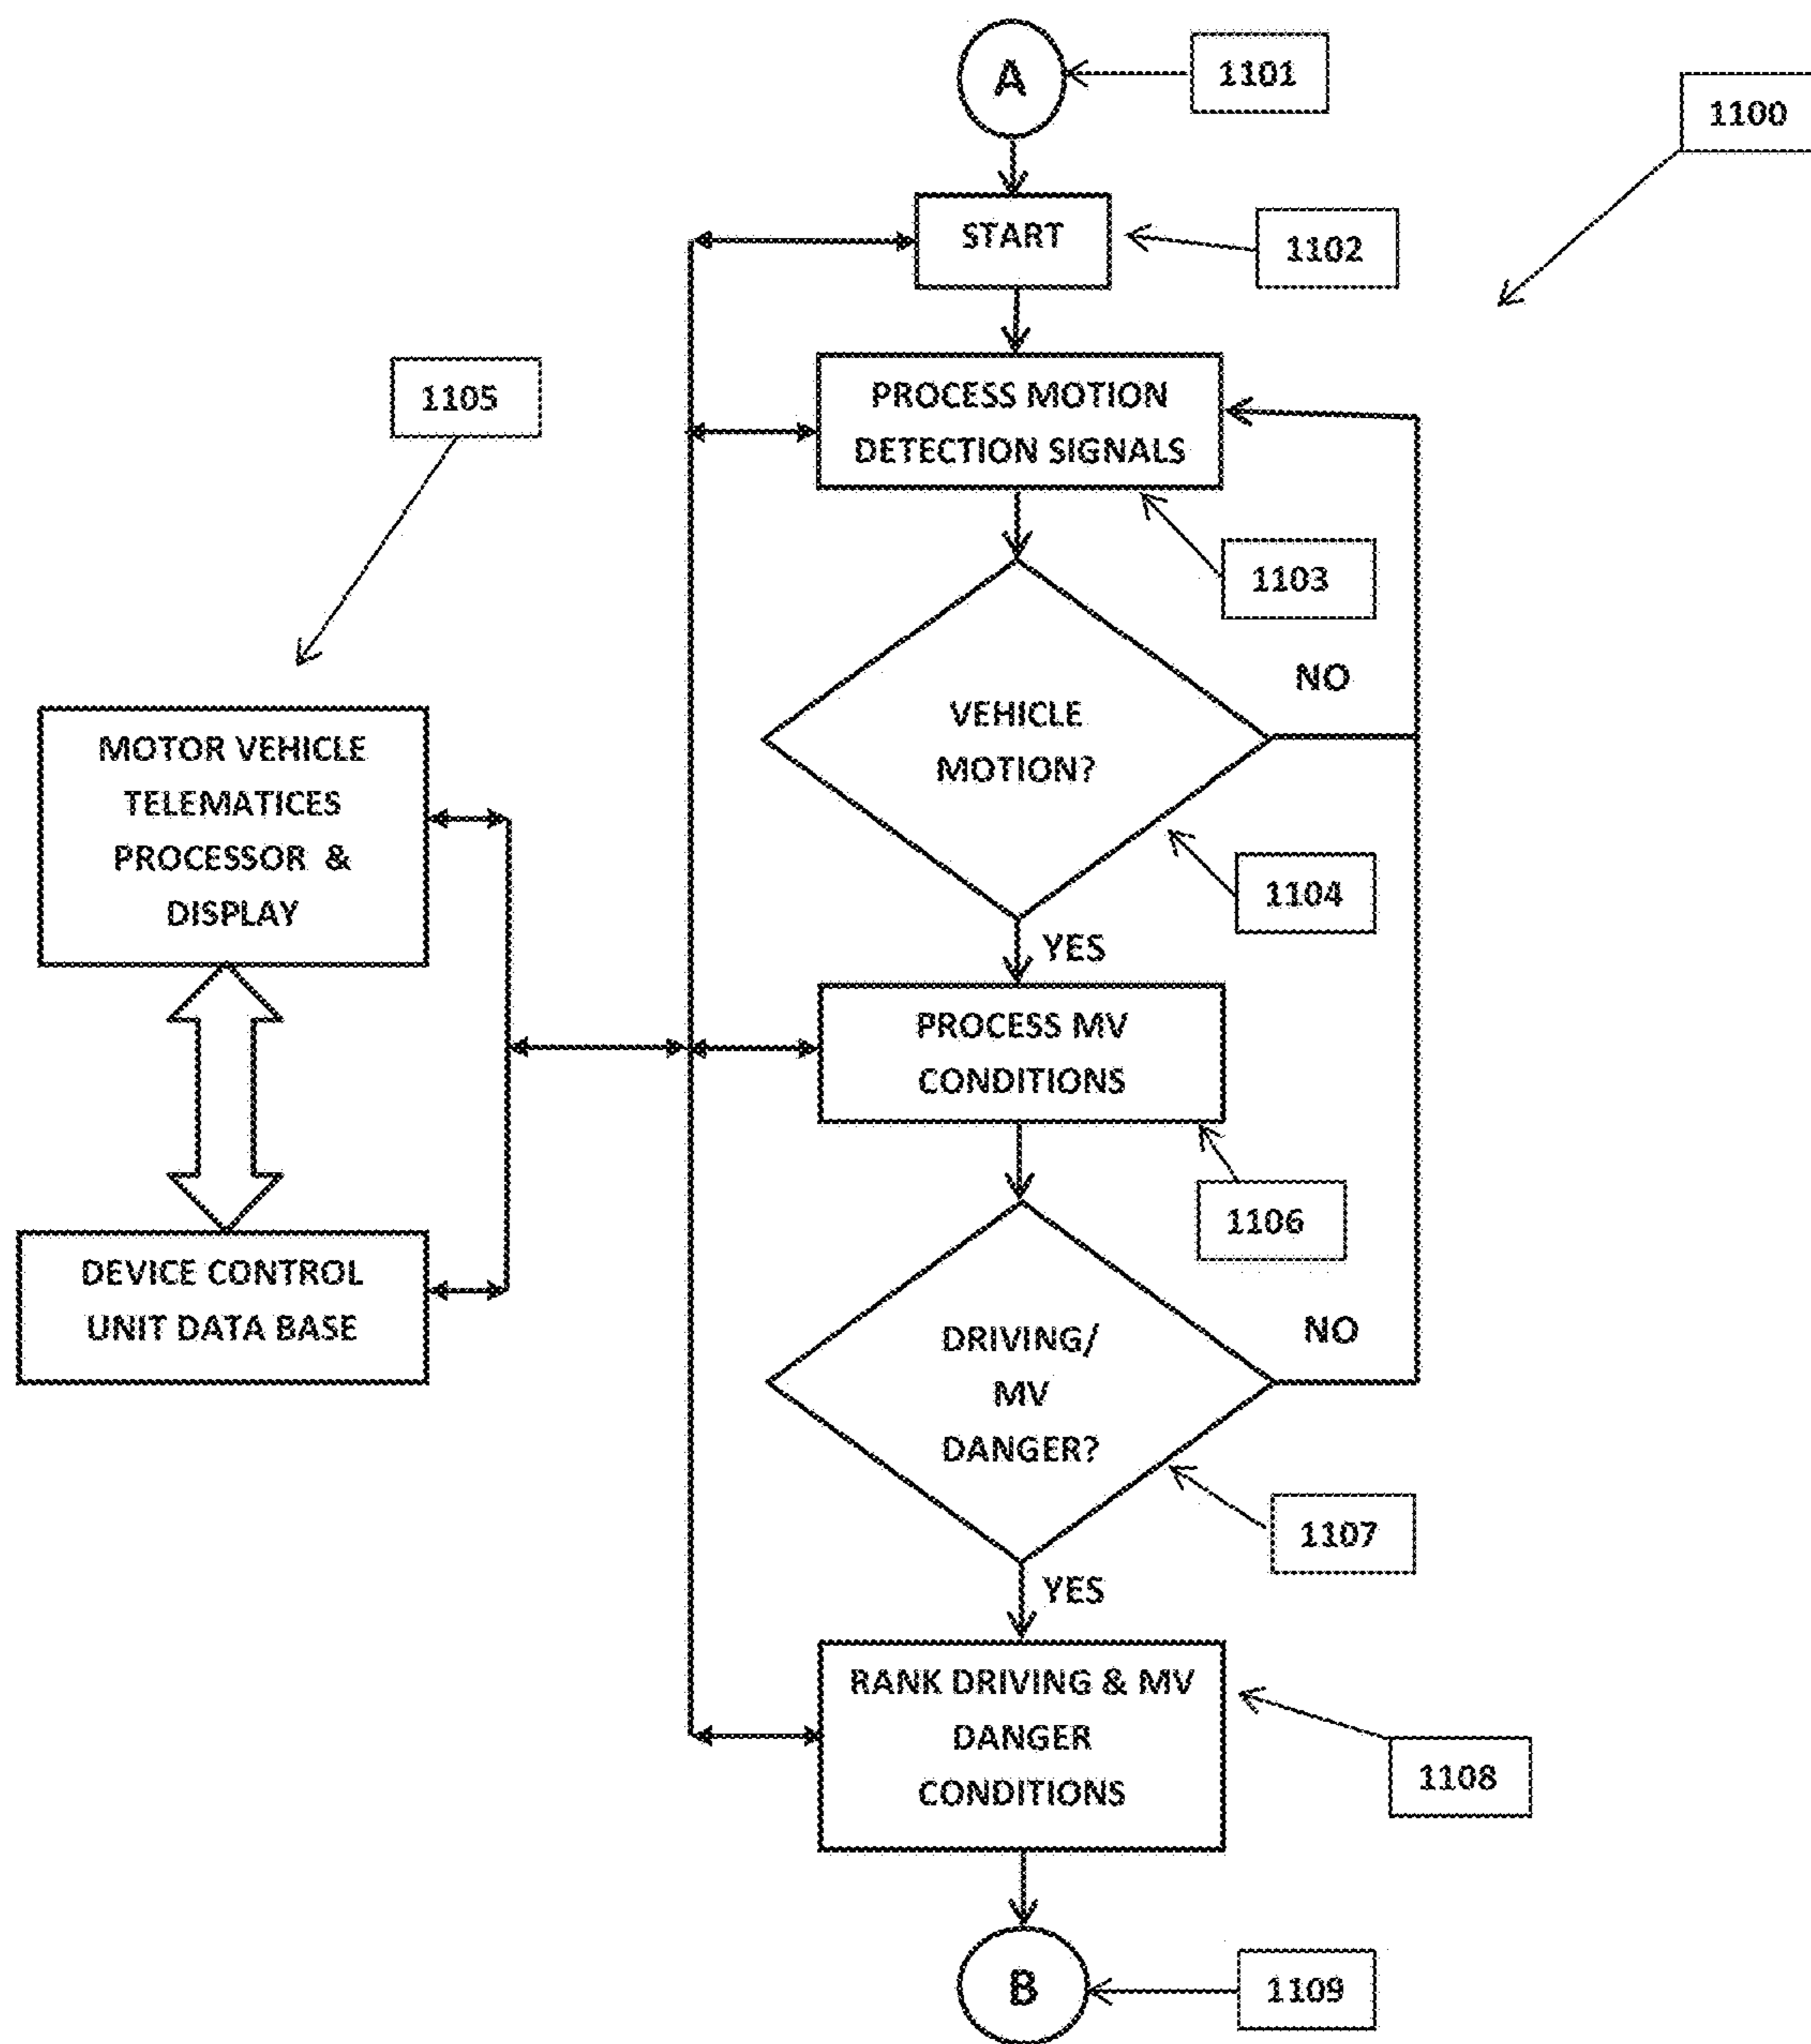 A
1101
1100
START
1102
1105
PROCESS MOTION
DETECTION SIGNALS
1103
NO
VEHICLE
MOTION?
MOTOR VEHICLE
TELEMATICES
PROCESSOR &
DISPLAY
1104
YES
PROCESS MV
CONDITIONS
1106
DEVICE CONTROL
UNIT DATA BASE
NO
DRIVING/
MV
DANGER?
1107
YES
RANK DRIVING & MV
DANGER
CONDITIONS
1108
B
1109